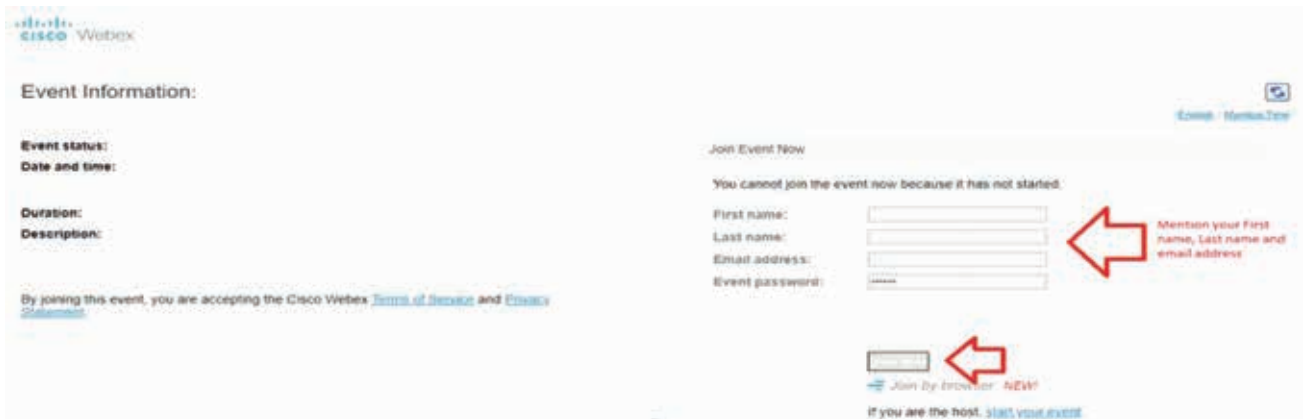 cisco Webex
Event Information:
English : Mumbai Time
Event status:
Date and time:
Join Event Now
You cannot join the event now because it has not started.
Duration:
Description:
First name:
Last name:
Email address:
Event password:
Mention your First
name, Last name and
email address
By joining this event, you are accepting the Cisco Webex Terms of Service and Privacy
Statement.
Join by browser NEW!
If you are the host, start your event